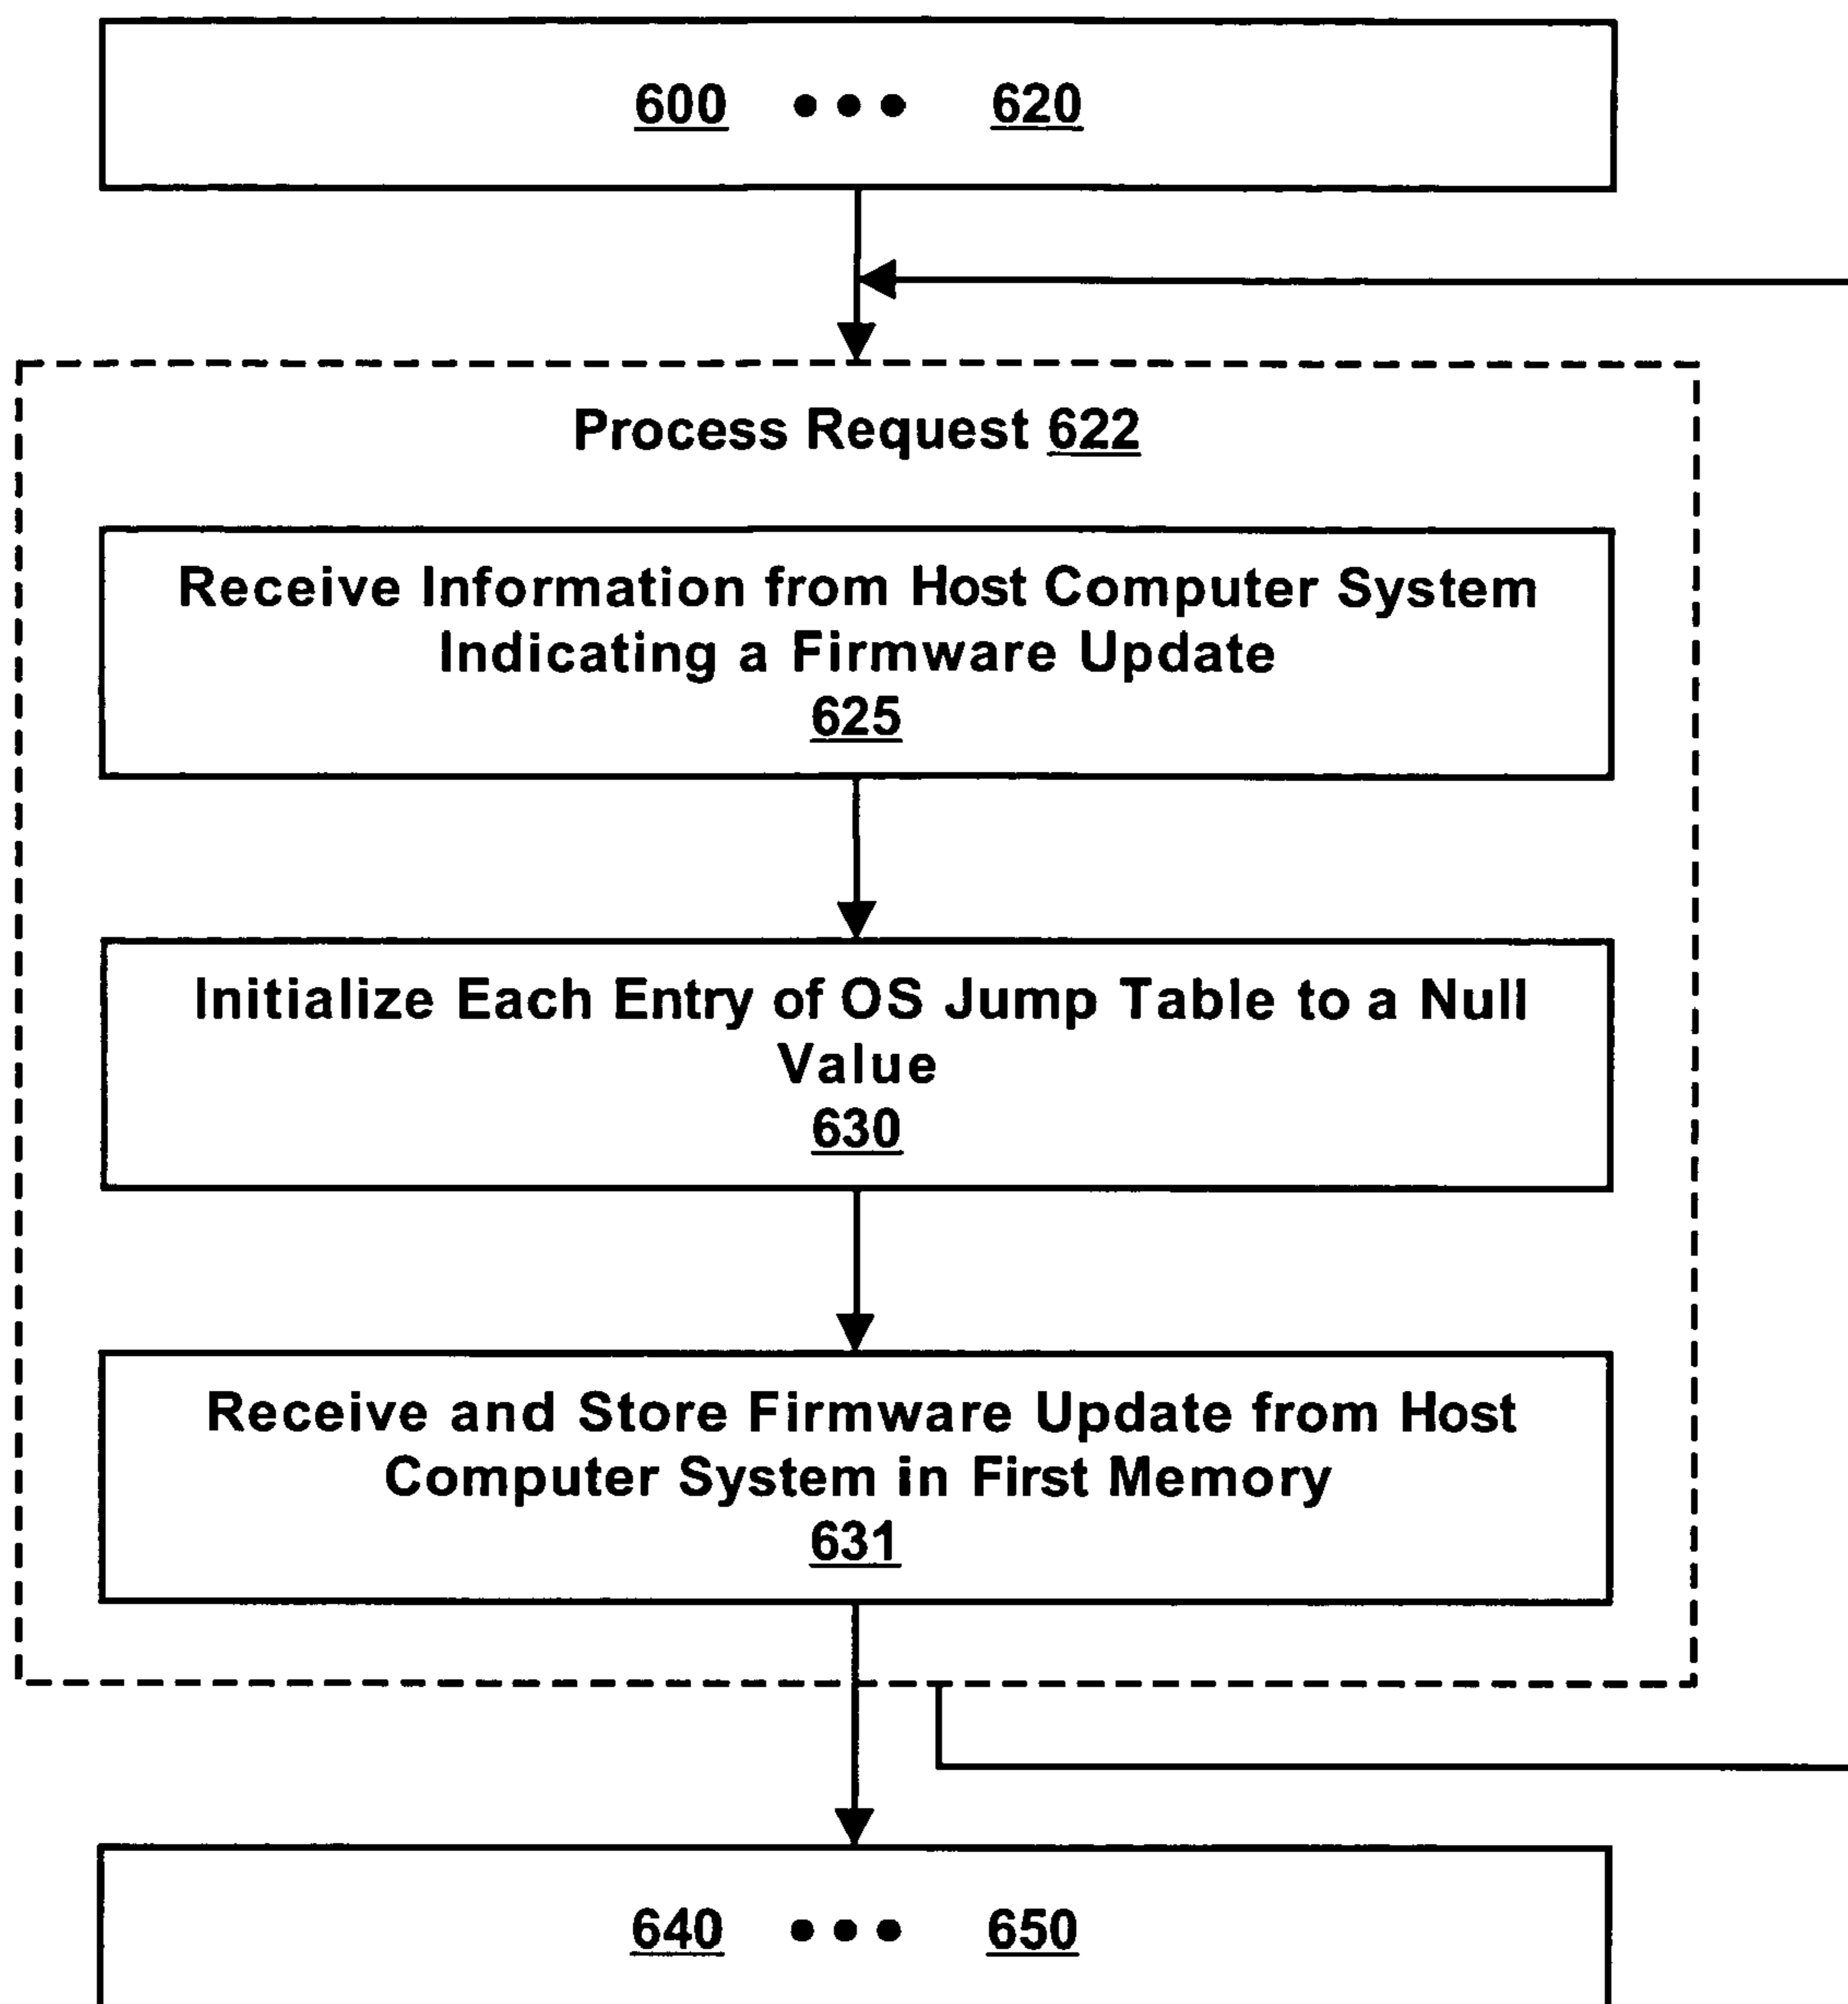 600 ••• 620
Process Request 622
Receive Information from Host Computer System
Indicating a Firmware Update
625
Initialize Each Entry of OS Jump Table to a Null
Value
630
Receive and Store Firmware Update from Host
Computer System in First Memory
631
640 ••• 650